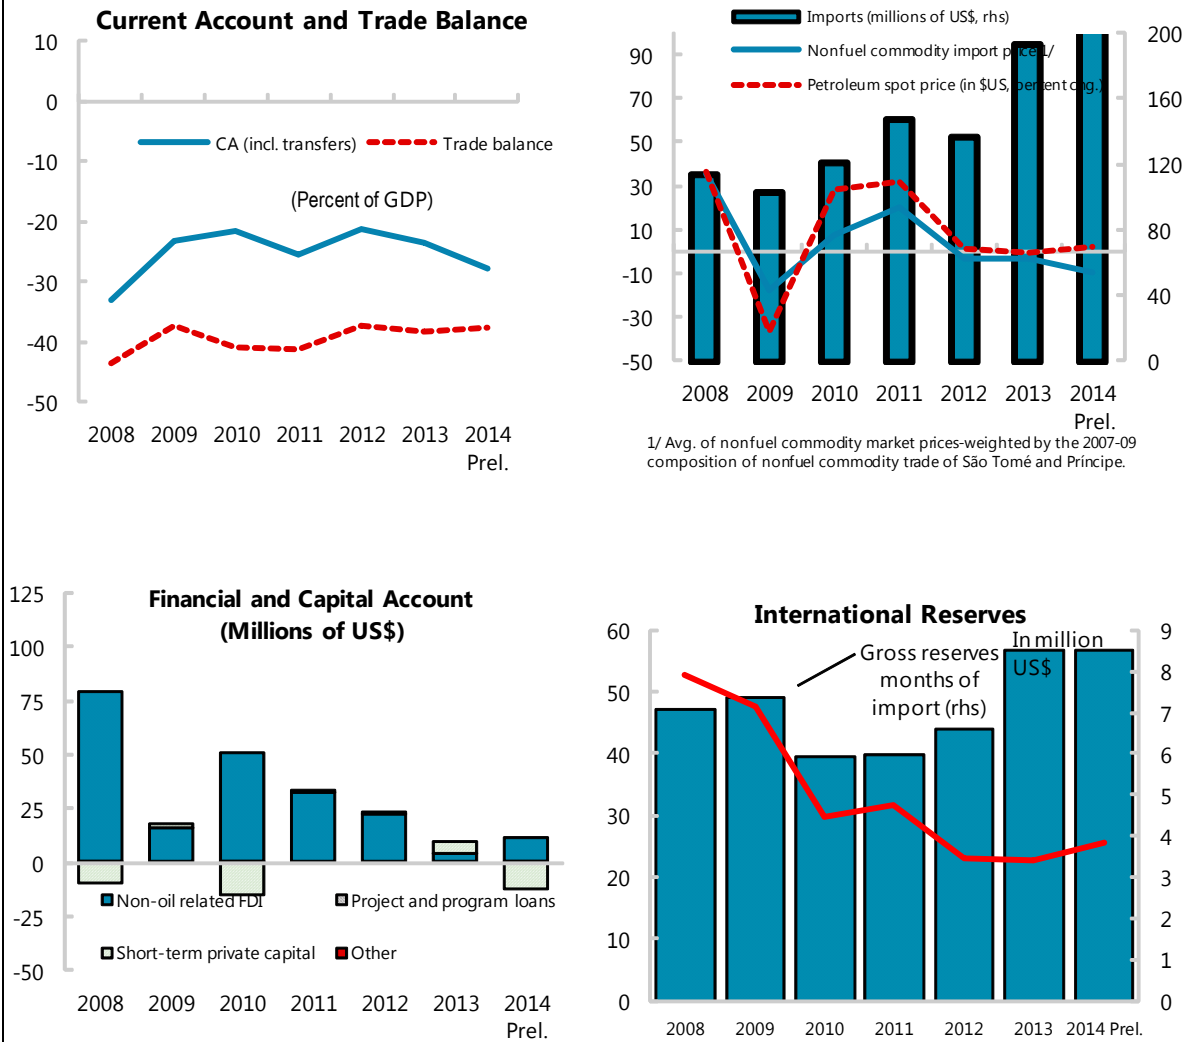 Current Account and Trade Balance
10
0
-10
-20
-30
-40
-50
CA (incl. transfers)
Trade balance
(Percent of GDP)
2008 2009 2010 2011 2012 2013 2014
Prel.
Imports (millions of US$, rhs)
Nonfuel commodity import price 1/
Petroleum spot price (in $US, percent chg.)
90
70
50
30
10
-10
-30
-50
200
160
120
80
40
0
2008 2009 2010 2011 2012 2013 2014
Prel.
1/ Avg. of nonfuel commodity market prices-weighted by the 2007-09
composition of nonfuel commodity trade of São Tomé and Príncipe.
Financial and Capital Account
(Millions of US$)
125
100
75
50
25
0
-25
-50
Non-oil related FDI
Project and program loans
Short-term private capital
Other
2008 2009 2010 2011 2012 2013 2014
Prel.
International Reserves
60
50
40
30
20
10
0
Gross reserves
months of
import (rhs)
In million
US$
9
8
7
6
5
4
3
2
1
0
2008 2009 2010 2011 2012 2013 2014 Prel.